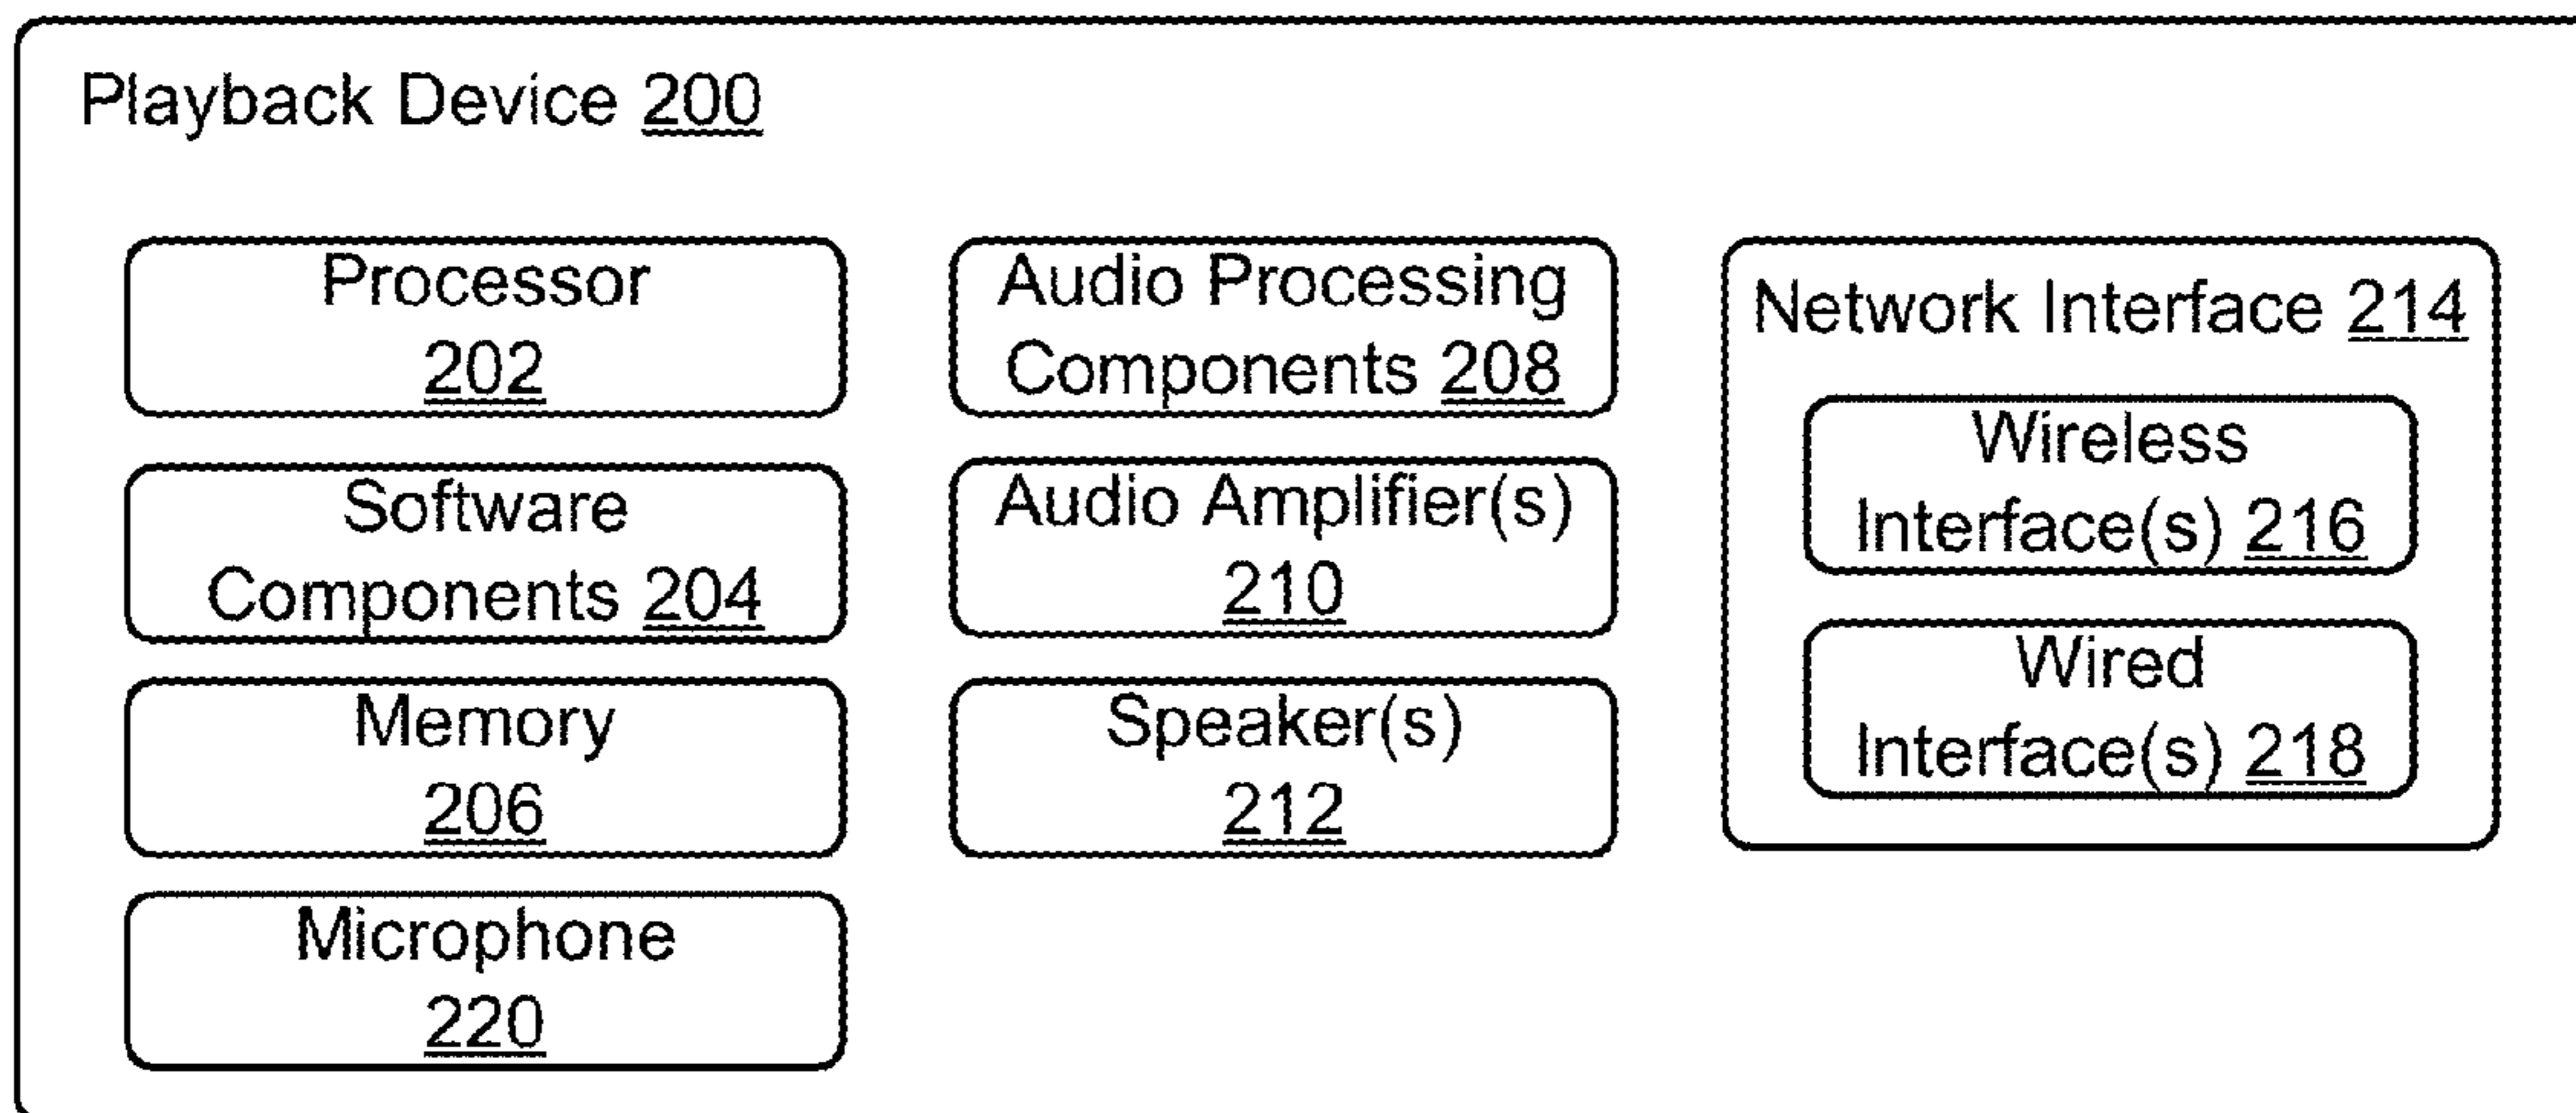 Playback Device 200
Processor
202
Software
Components 204
Memory
206
Microphone
220
Audio Processing
Components 208
Audio Amplifier(s)
210
Speaker(s)
212
Network Interface 214
Wireless
Interface(s) 216
Wired
Interface(s) 218